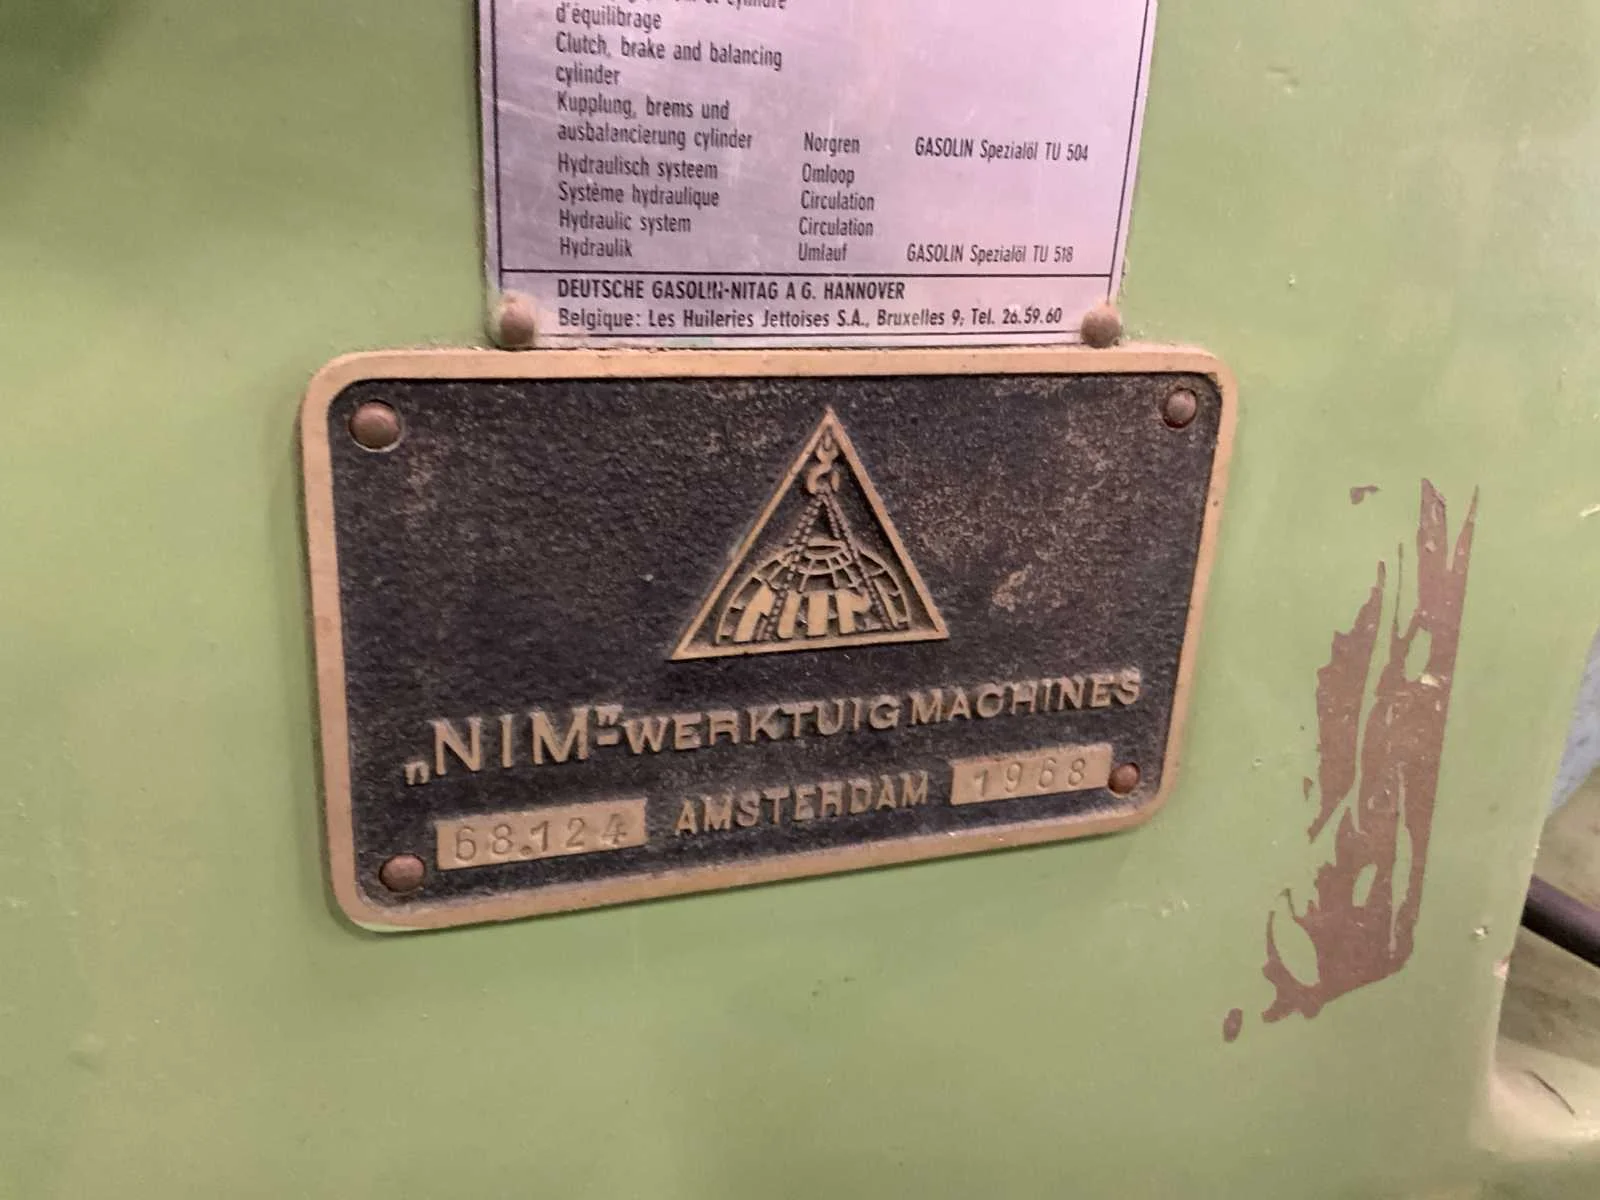 cylindre
d'équilibrage
Clutch, brake and balancing
cylinder
Kupplung, brems und
ausbalancierung cylinder Norgren GASOLIN Spezialöl TU 504
Hydraulisch systeem Omloop
Système hydraulique Circulation
Hydraulic system Circulation
Hydraulik Umlauf GASOLIN Spezialöl TU 518
DEUTSCHE GASOLIN-NITAG A G. HANNOVER
Belgique: Les Huileries Jettoises S.A., Bruxelles 9; Tel. 26.59.60
„NIM"-WERKTUIGMACHINES
68.124 AMSTERDAM 1968